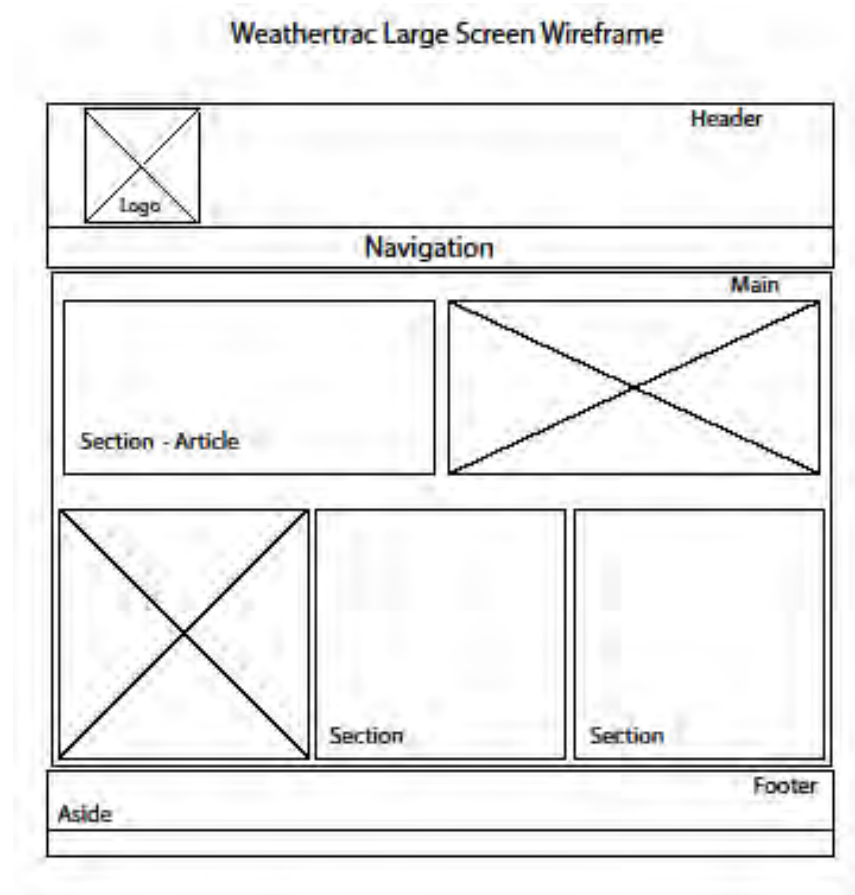 Weathertrac Large Screen Wireframe
Header
Logo
Navigation
Main
Section - Article
Section
Section
Footer
Aside